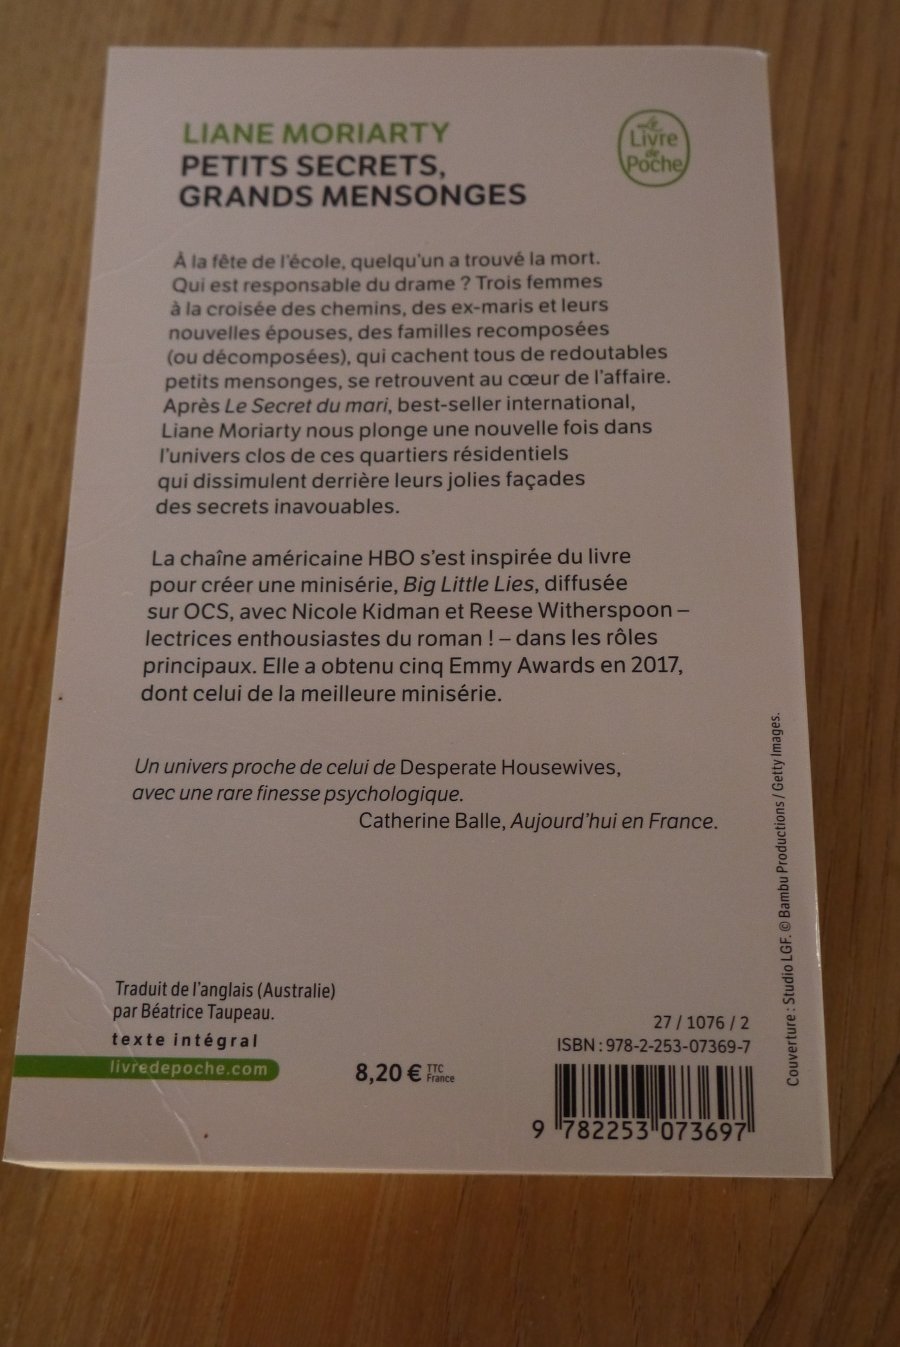 LIANE MORIARTY
PETITS SECRETS,
GRANDS MENSONGES
Le
Livre
de
Poche
À la fête de l'école, quelqu'un a trouvé la mort.
Qui est responsable du drame ? Trois femmes
à la croisée des chemins, des ex-maris et leurs
nouvelles épouses, des familles recomposées
(ou décomposées), qui cachent tous de redoutables
petits mensonges, se retrouvent au cœur de l'affaire.
Après Le Secret du mari, best-seller international,
Liane Moriarty nous plonge une nouvelle fois dans
l'univers clos de ces quartiers résidentiels
qui dissimulent derrière leurs jolies façades
des secrets inavouables.
La chaîne américaine HBO s'est inspirée du livre
pour créer une minisérie, Big Little Lies, diffusée
sur OCS, avec Nicole Kidman et Reese Witherspoon –
lectrices enthousiastes du roman ! – dans les rôles
principaux. Elle a obtenu cinq Emmy Awards en 2017,
dont celui de la meilleure minisérie.
Un univers proche de celui de Desperate Housewives,
avec une rare finesse psychologique.
Catherine Balle, Aujourd'hui en France.
Couverture : Studio LGF. © Bambu Productions / Getty Images.
Traduit de l'anglais (Australie)
par Béatrice Taupeau.
texte intégral
livredepoche.com
8,20 € TTC
France
27 / 1076 / 2
ISBN : 978-2-253-07369-7
9 782253 073697